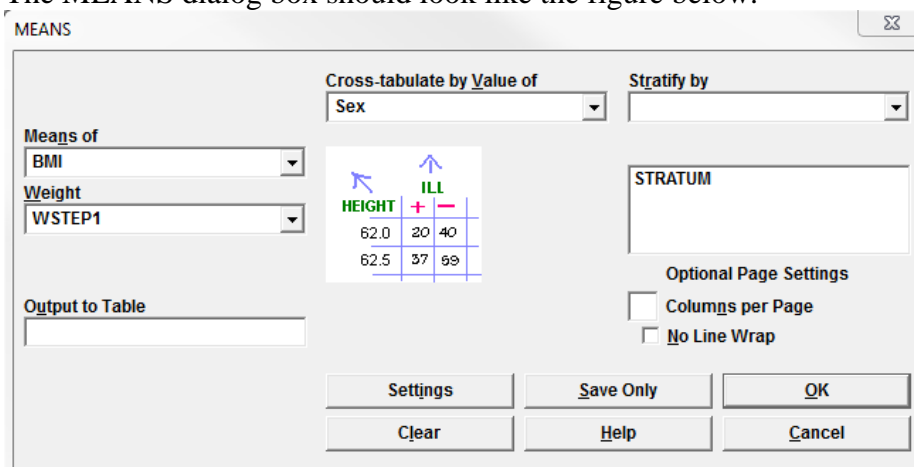 The MEANS dialog box should look like the figure below.
MEANS
Cross-tabulate by Value of
Stratify by
Sex
Means of
BMI
Weight
WSTEP1
ILL
HEIGHT + –
62.0 20 40
62.5 37 99
STRATUM
Optional Page Settings
Columns per Page
No Line Wrap
Output to Table
Settings
Save Only
OK
Clear
Help
Cancel